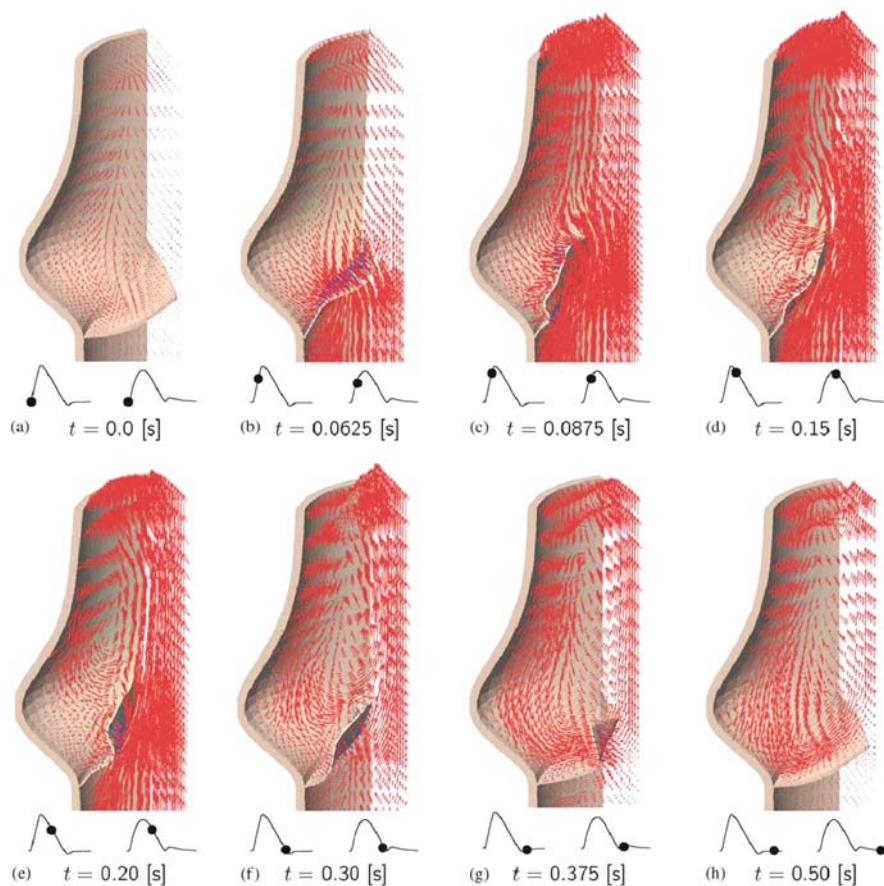 (a) t = 0.0 [s]
(b) t = 0.0625 [s]
(c) t = 0.0875 [s]
(d) t = 0.15 [s]
(e) t = 0.20 [s]
(f) t = 0.30 [s]
(g) t = 0.375 [s]
(h) t = 0.50 [s]